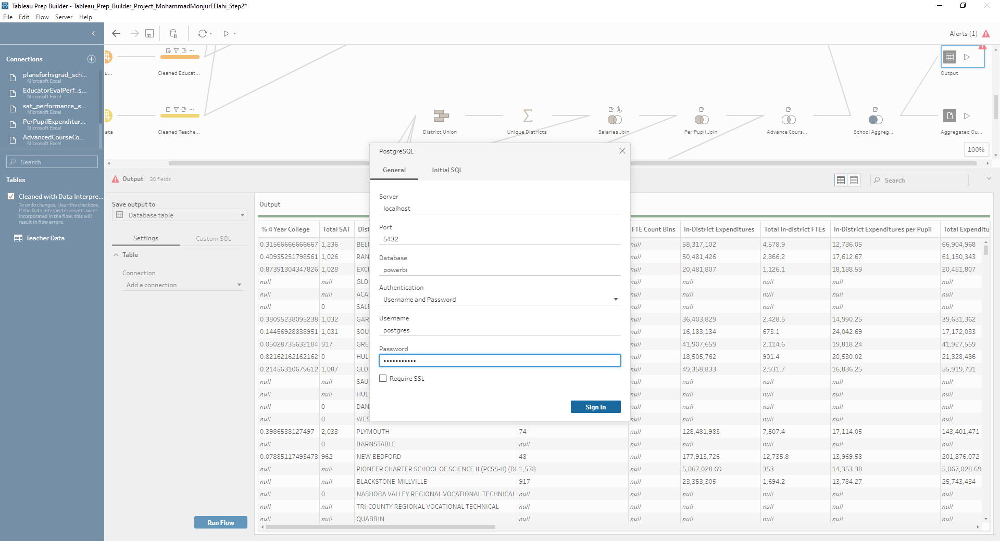 Tableau Prep Builder - Tableau_Prep_Builder_Project_MohammadMonjurEElahi_Step2*
File Edit Flow Server Help
Alerts (1)
Connections
plansforhsgrad_sch...
Microsoft Excel
EducatorEvalPerf_s...
Microsoft Excel
sat_performance_s...
Microsoft Excel
PerPupilExpenditur...
Microsoft Excel
AdvancedCourseCo...
Microsoft Excel
Search
Tables
Cleaned with Data Interpre...
To undo changes, clear the checkbox.
If the Data Interpreter results were
incorporated in the flow, this will
result in flow errors.
Teacher Data
u...
Cleaned Educat...
Output
ata
Cleaned Teache...
District Union
Unique Districts
Salaries Join
Per Pupil Join
Advance Cours...
School Aggreg...
Aggregated Ou...
100%
Output 30 fields
Search
Save output to
Database table
Settings Custom SQL
Table
Connection
Add a connection
Run Flow
PostgreSQL
General Initial SQL
Server
localhost
Port
5432
Database
powerbi
Authentication
Username and Password
Username
postgres
Password
•••••••••••
Require SSL
Sign In
Output
% 4 Year College Total SAT Dist FTE Count Bins In-District Expenditures Total In-district FTEs In-District Expenditures per Pupil Total Expenditu
0.31566666666667 1,236 BELM null 58,317,102 4,578.9 12,736.05 66,904,968
0.40935251798561 1,026 RAN null 50,481,426 2,866.2 17,612.67 61,150,343
0.87391304347826 1,028 EXCE null 20,481,807 1,126.1 18,188.59 20,481,807
null null GLO null null null null null
null null ACA null null null null null
null 0 SALE null null null null null
0.38095238095238 1,032 GAR null 36,403,829 2,428.5 14,990.25 39,631,362
0.14456928838951 1,031 SOU null 16,183,134 673.1 24,042.69 17,172,033
0.05028735632184 917 GRE null 41,907,659 2,114.6 19,818.24 41,927,559
0.82162162162162 0 HUL null 18,505,762 901.4 20,530.02 21,328,486
0.21456310679612 1,087 GLO null 49,358,833 2,931.7 16,836.25 55,919,791
null null SAU null null null null null
null null HUL null null null null null
null 0 DAN null null null null null
null 0 WES null null null null null
0.3986538127497 2,033 PLYMOUTH 74 null 128,481,983 7,507.4 17,114.05 143,401,471
null 0 BARNSTABLE null null null null null null
0.07885117493473 962 NEW BEDFORD 48 null 177,913,726 12,735.8 13,969.58 201,876,072
null null PIONEER CHARTER SCHOOL OF SCIENCE II (PCSS-II) (DI 1,578 null 5,067,028.69 353 14,353.38 5,067,028.69
null null BLACKSTONE-MILLVILLE 917 null 23,353,305 1,694.2 13,784.27 25,743,434
null 0 NASHOBA VALLEY REGIONAL VOCATIONAL TECHNICAL null null null null null null
null null TRI-COUNTY REGIONAL VOCATIONAL TECHNICAL null null null null null null
null null QUABBIN null null null null null null